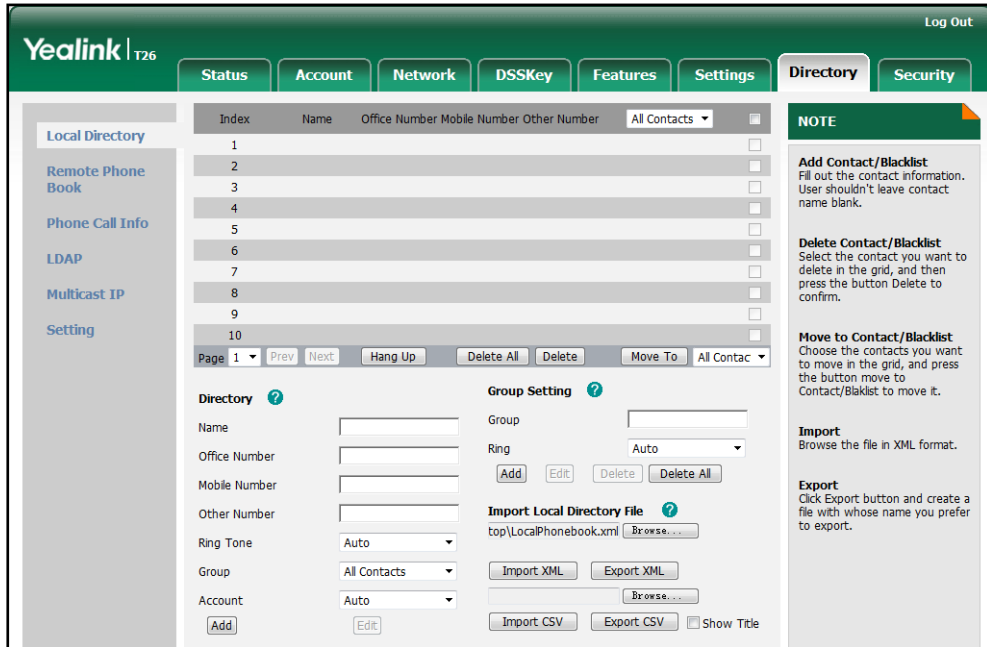 Log Out
Yealink T26
Status Account Network DSSKey Features Settings Directory Security
Local Directory
Remote Phone
Book
Phone Call Info
LDAP
Multicast IP
Setting
Index Name Office Number Mobile Number Other Number All Contacts
1
2
3
4
5
6
7
8
9
10
Page 1 Prev Next Hang Up Delete All Delete Move To All Contac
Directory ?
Name
Office Number
Mobile Number
Other Number
Ring Tone Auto
Group All Contacts
Account Auto
Add Edit
Group Setting ?
Group
Ring Auto
Add Edit Delete Delete All
Import Local Directory File ?
top\LocalPhonebook.xml Browse...
Import XML Export XML
Browse...
Import CSV Export CSV Show Title
NOTE
Add Contact/Blacklist
Fill out the contact information.
User shouldn't leave contact
name blank.
Delete Contact/Blacklist
Select the contact you want to
delete in the grid, and then
press the button Delete to
confirm.
Move to Contact/Blacklist
Choose the contacts you want
to move in the grid, and press
the button move to
Contact/Blaklist to move it.
Import
Browse the file in XML format.
Export
Click Export button and create a
file with whose name you prefer
to export.